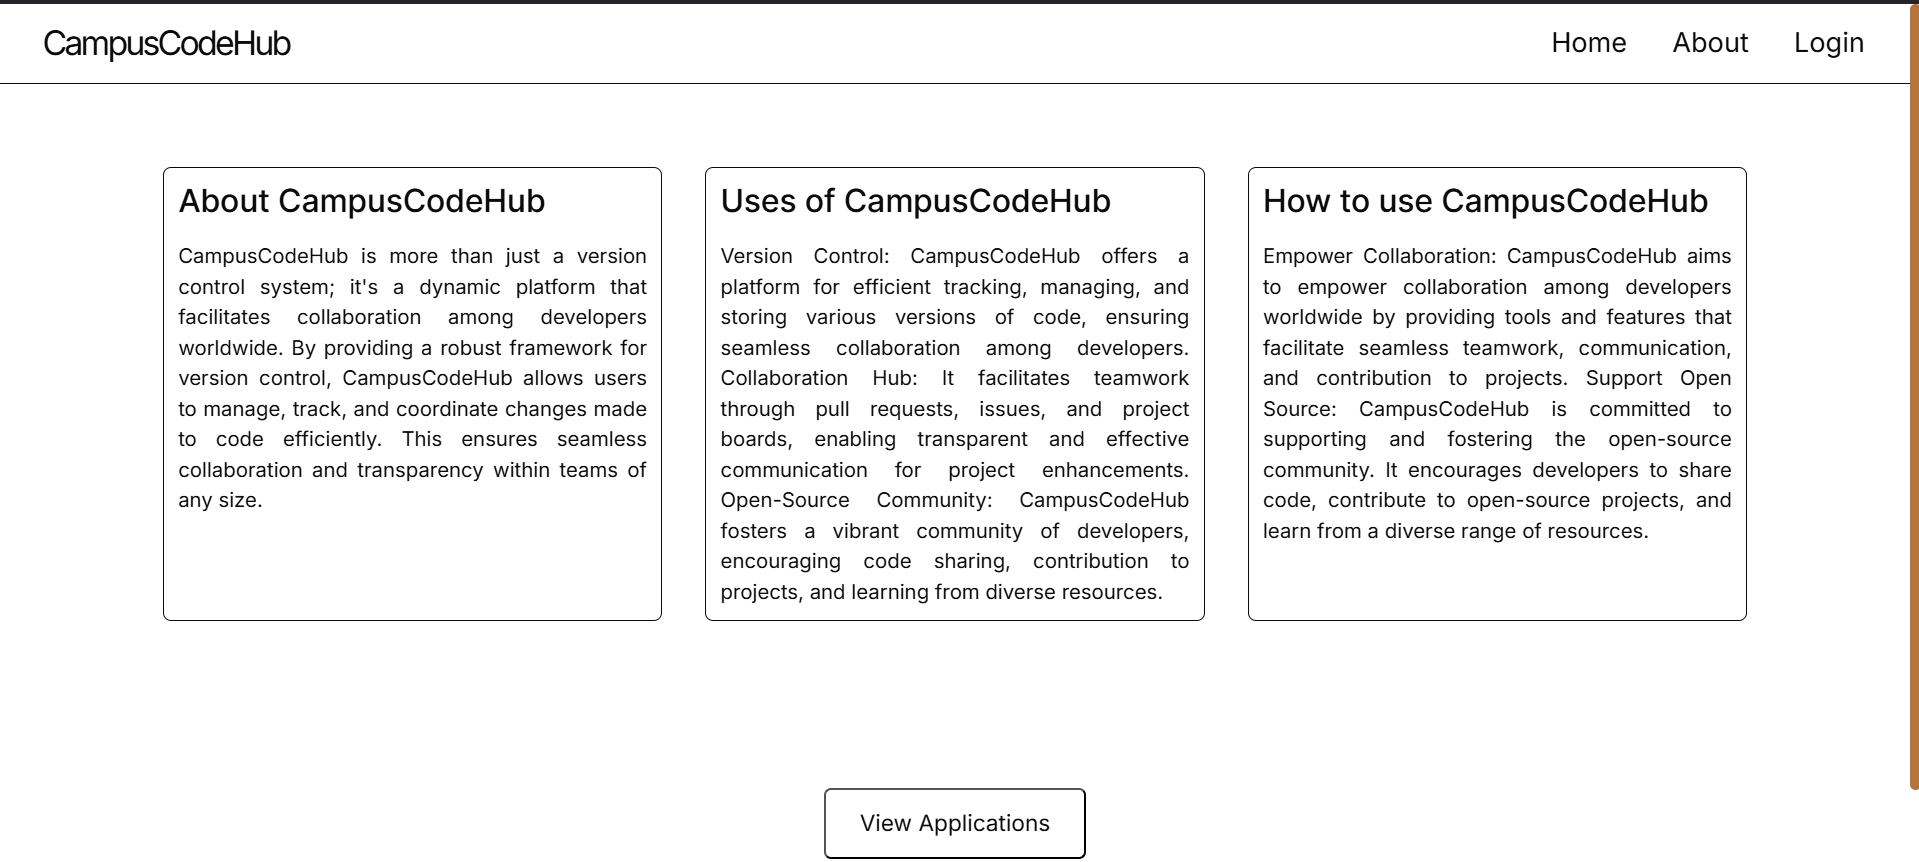 CampusCodeHub
Home About Login
About CampusCodeHub
CampusCodeHub is more than just a version
control system; it's a dynamic platform that
facilitates collaboration among developers
worldwide. By providing a robust framework for
version control, CampusCodeHub allows users
to manage, track, and coordinate changes made
to code efficiently. This ensures seamless
collaboration and transparency within teams of
any size.
Uses of CampusCodeHub
Version Control: CampusCodeHub offers a
platform for efficient tracking, managing, and
storing various versions of code, ensuring
seamless collaboration among developers.
Collaboration Hub: It facilitates teamwork
through pull requests, issues, and project
boards, enabling transparent and effective
communication for project enhancements.
Open-Source Community: CampusCodeHub
fosters a vibrant community of developers,
encouraging code sharing, contribution to
projects, and learning from diverse resources.
How to use CampusCodeHub
Empower Collaboration: CampusCodeHub aims
to empower collaboration among developers
worldwide by providing tools and features that
facilitate seamless teamwork, communication,
and contribution to projects. Support Open
Source: CampusCodeHub is committed to
supporting and fostering the open-source
community. It encourages developers to share
code, contribute to open-source projects, and
learn from a diverse range of resources.
View Applications